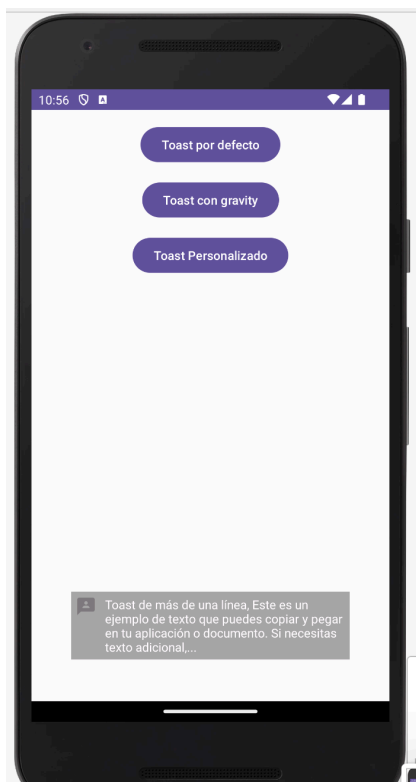 10:56
A
Toast por defecto
Toast con gravity
Toast Personalizado
Toast de más de una línea, Este es un
ejemplo de texto que puedes copiar y pegar
en tu aplicación o documento. Si necesitas
texto adicional,...